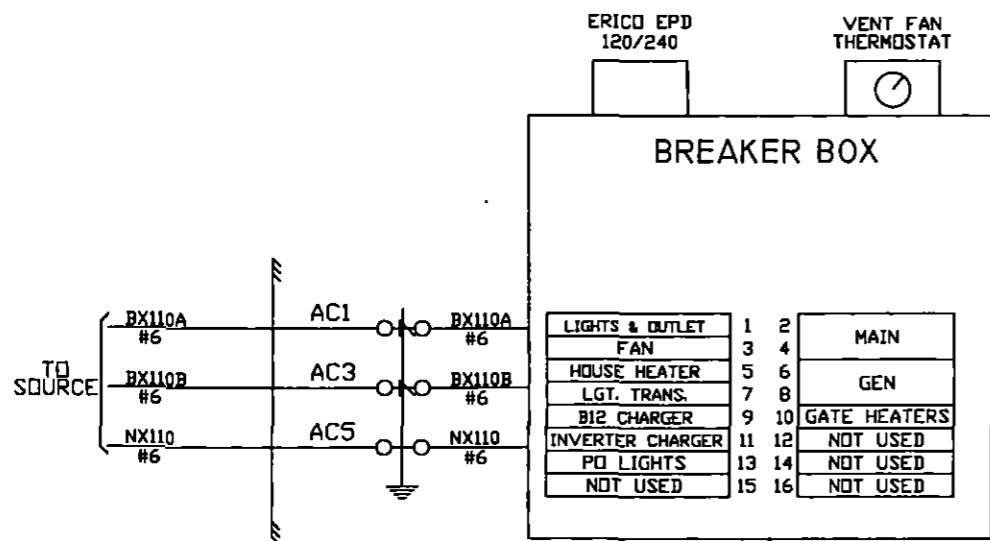 ERICO EPD
120/240
VENT FAN
THERMOSTAT
BREAKER BOX
TO
SOURCE
BX110A
#6
AC1
BX110A
#6
BX110B
#6
AC3
BX110B
#6
NX110
#6
AC5
NX110
#6
LIGHTS & OUTLET 1 2 MAIN
FAN 3 4
HOUSE HEATER 5 6 GEN
LGT. TRANS. 7 8
B12 CHARGER 9 10 GATE HEATERS
INVERTER CHARGER 11 12 NOT USED
PO LIGHTS 13 14 NOT USED
NOT USED 15 16 NOT USED